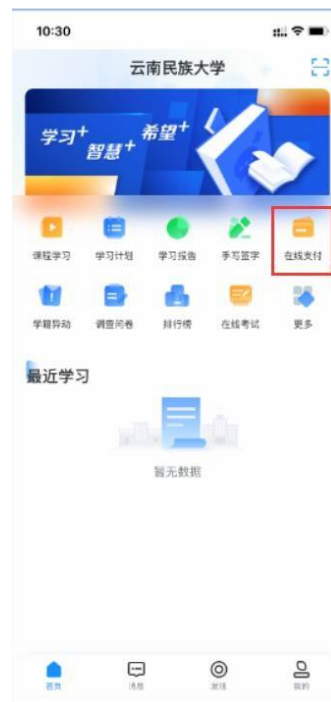 10:30
云南民族大学
学习+
智慧+
希望+
课程学习 学习计划 学习报告 手写签字 在线支付
学籍异动 调查问卷 排行榜 在线考试 更多
最近学习
暂无数据
首页 消息 发现 我的